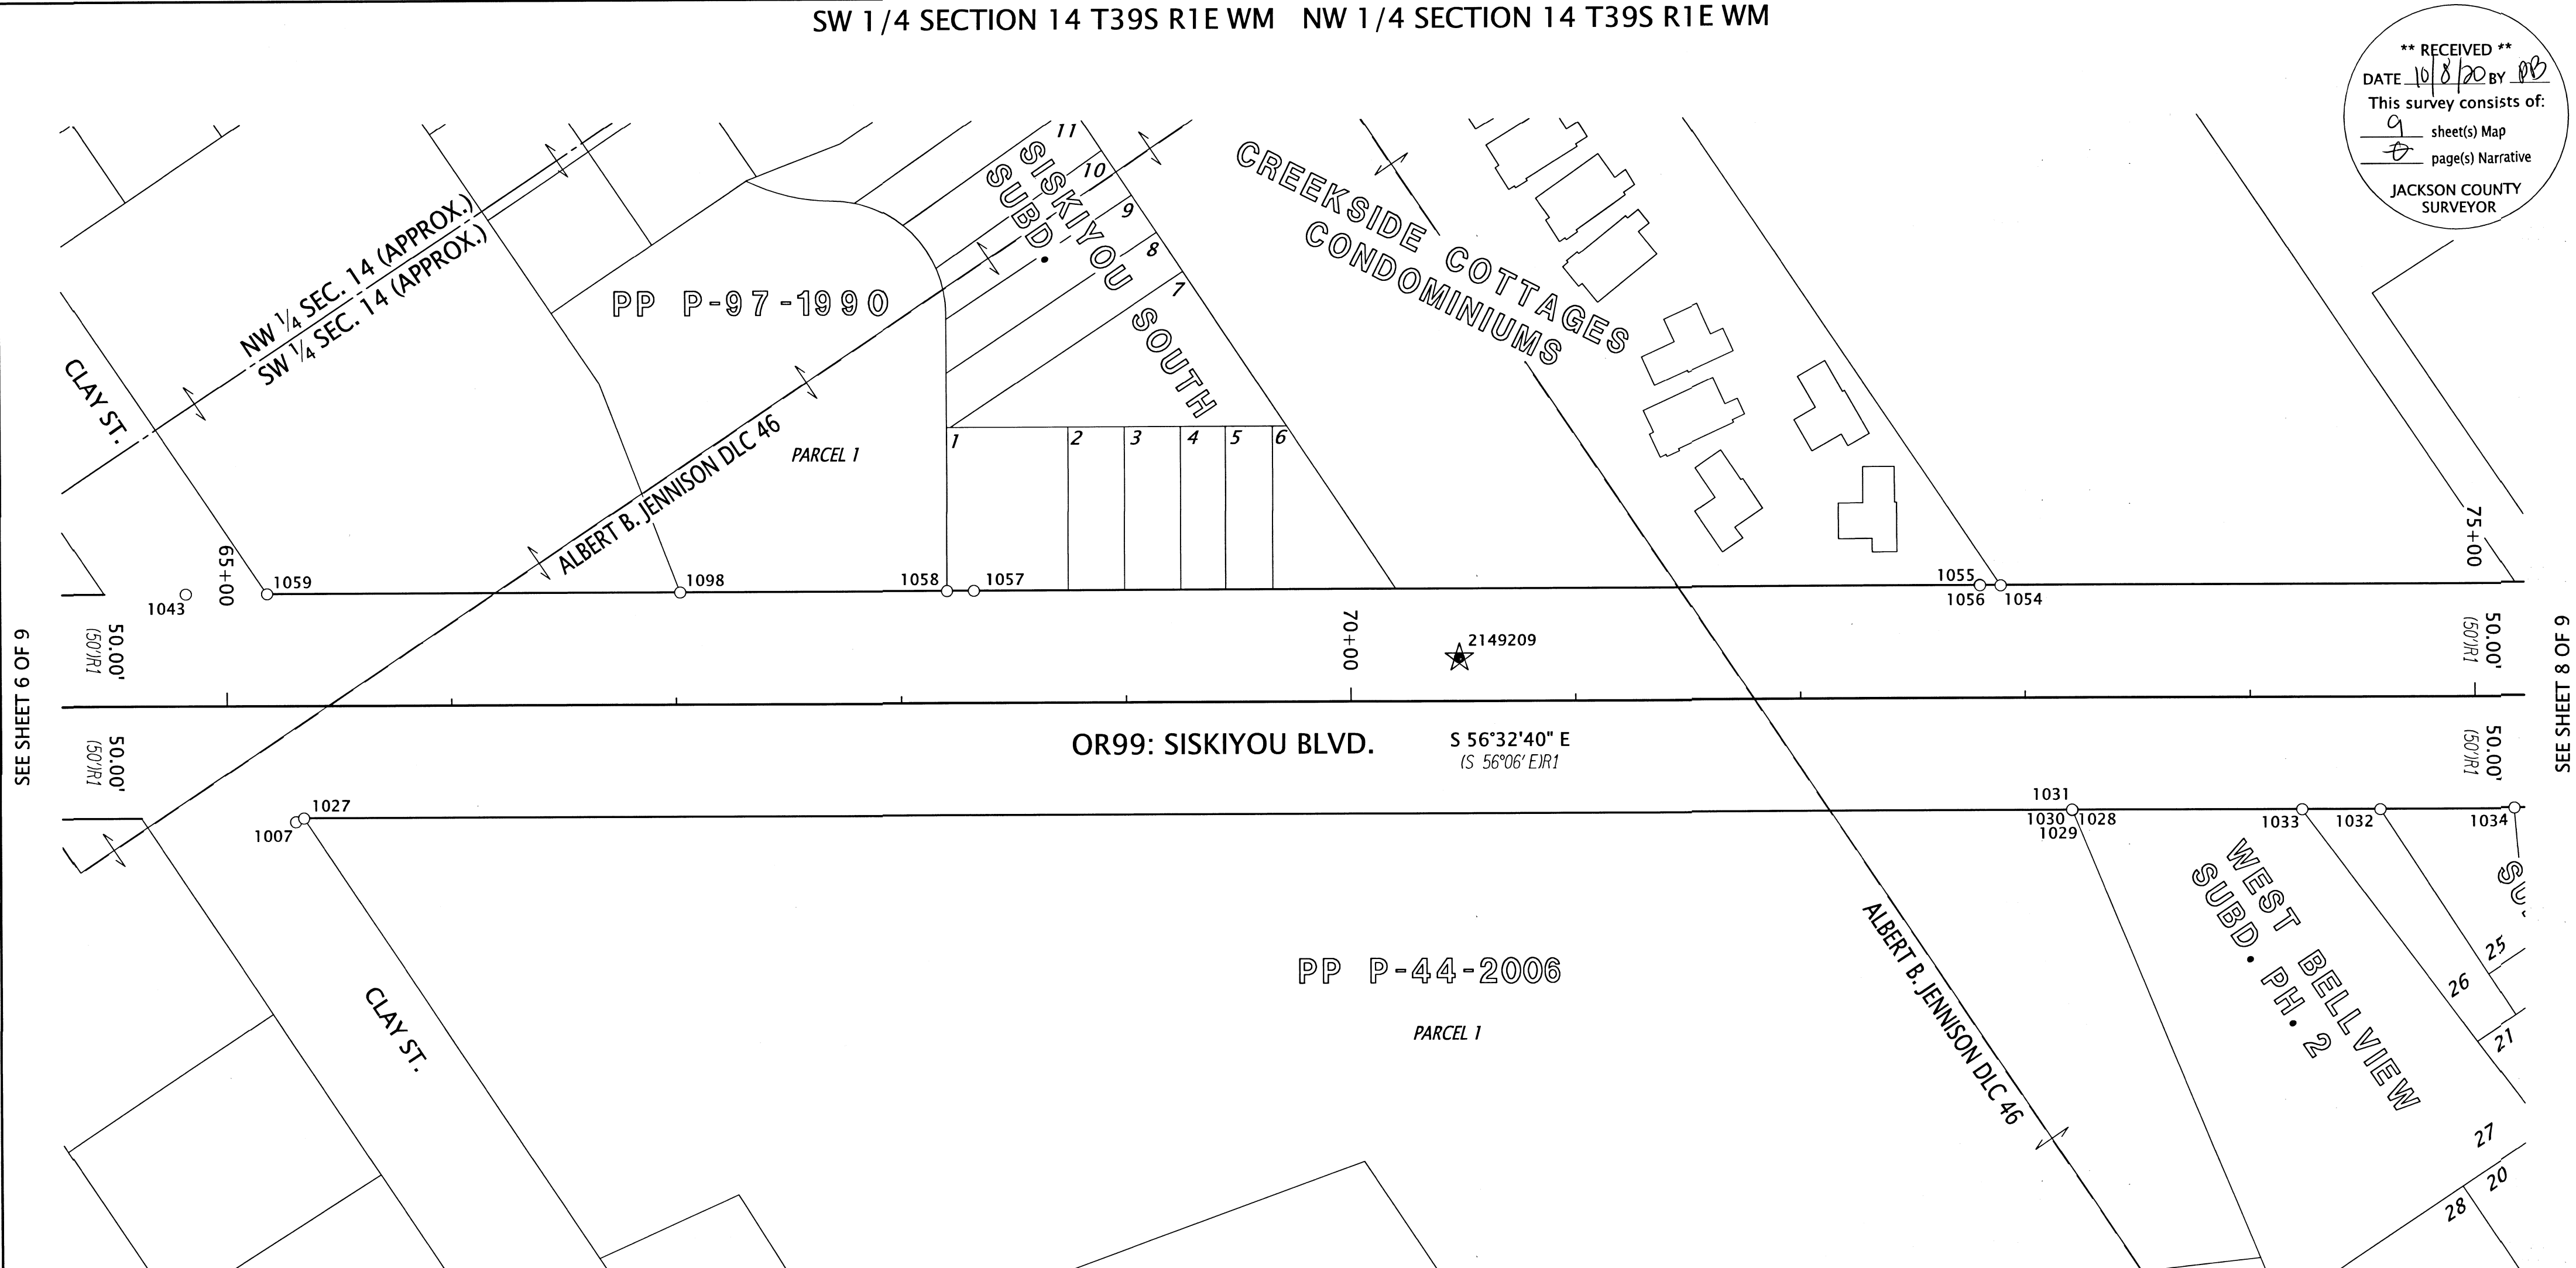 SW 1/4 SECTION 14 T39S R1E WM NW 1/4 SECTION 14 T39S R1E WM
** RECEIVED **
DATE 10/8/20 BY PB
This survey consists of:
9 sheet(s) Map
page(s) Narrative
JACKSON COUNTY
SURVEYOR
NW 1/4 SEC. 14 (APPROX.)
SW 1/4 SEC. 14 (APPROX.)
CLAY ST.
PP P-97-1990
PARCEL 1
ALBERT B. JENNISON DLC 46
SISKIYOU SOUTH
SUBD.
11
10
9
8
7
1
2
3
4
5
6
CREEKSIDE COTTAGES
CONDOMINIUMS
65+00
70+00
75+00
1043
1059
1098
1058
1057
1055
1056
1054
2149209
SEE SHEET 6 OF 9
50.00'
(50')R1
50.00'
(50')R1
OR99: SISKIYOU BLVD.
S 56°32'40" E
(S 56°06' E)R1
50.00'
(50')R1
50.00'
(50')R1
SEE SHEET 8 OF 9
1027
1007
1031
1030
1028
1029
1033
1032
1034
CLAY ST.
PP P-44-2006
PARCEL 1
ALBERT B. JENNISON DLC 46
WEST BELLVIEW
SUBD. PH. 2
25
26
21
27
20
28